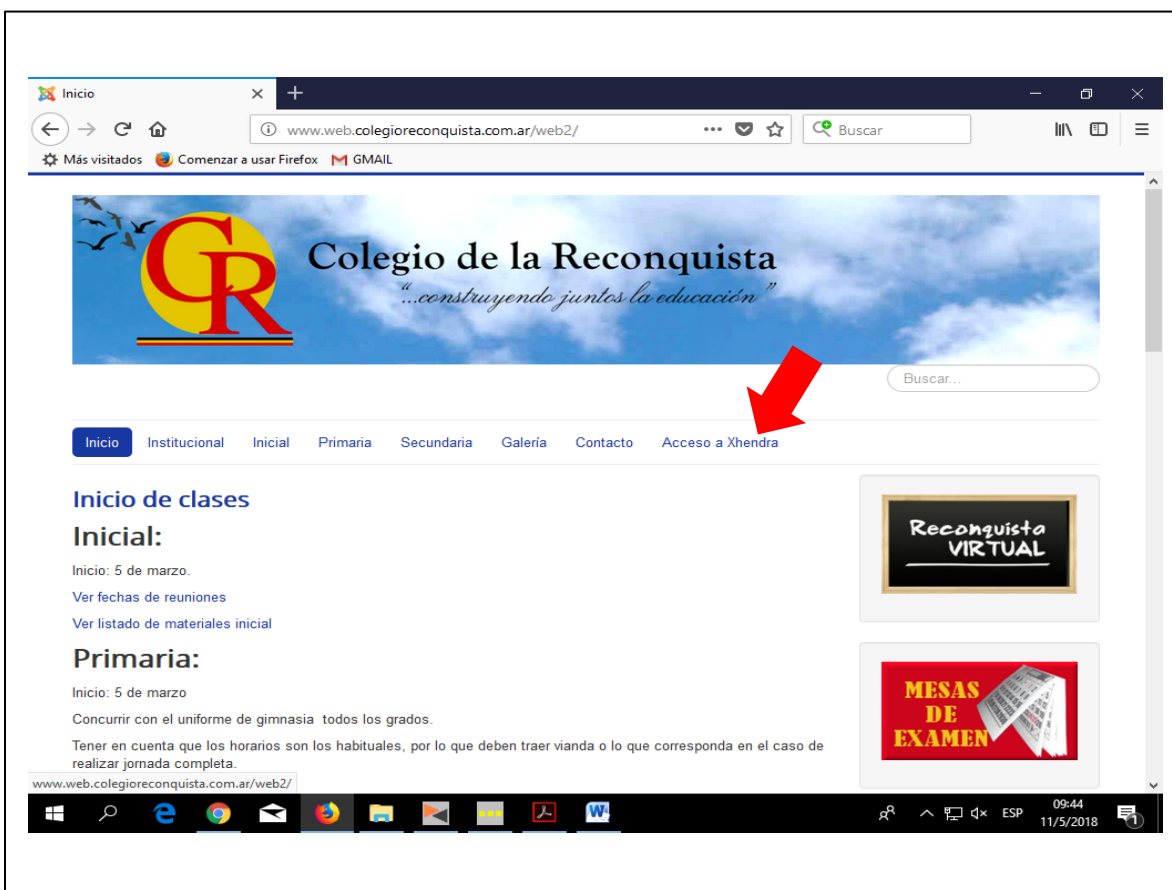 Inicio
www.web.colegioreconquista.com.ar/web2/
Buscar
Más visitados Comenzar a usar Firefox GMAIL
CR
Colegio de la Reconquista
"...construyendo juntos la educación"
Buscar...
Inicio Institucional Inicial Primaria Secundaria Galería Contacto Acceso a Xhendra
Inicio de clases
Inicial:
Inicio: 5 de marzo.
Ver fechas de reuniones
Ver listado de materiales inicial
Primaria:
Inicio: 5 de marzo
Concurrir con el uniforme de gimnasia todos los grados.
Tener en cuenta que los horarios son los habituales, por lo que deben traer vianda o lo que corresponda en el caso de
realizar jornada completa.
Reconquista
VIRTUAL
MESAS
DE
EXAMEN
www.web.colegioreconquista.com.ar/web2/
ESP
09:44
11/5/2018
1